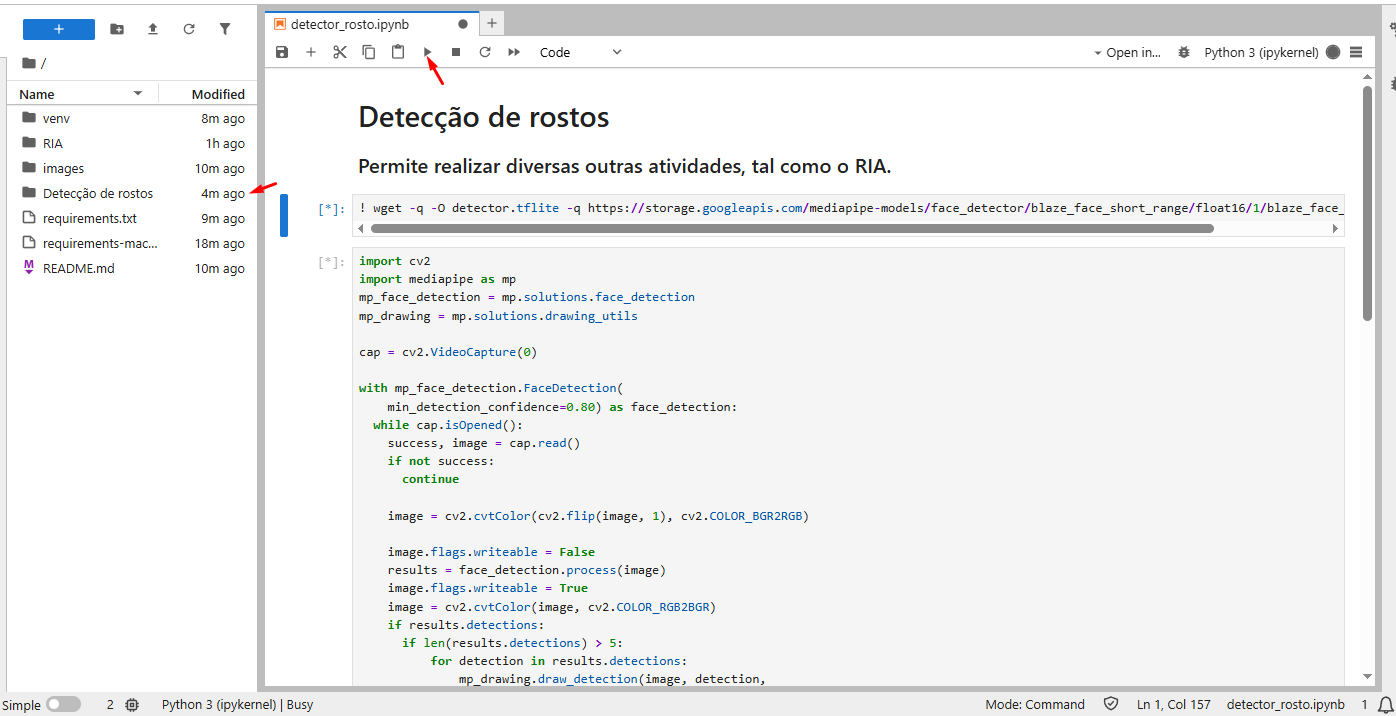 detector_rosto.ipynb
Code
Open in...
Python 3 (ipykernel)
/
Name Modified
venv 8m ago
RIA 1h ago
images 10m ago
Detecção de rostos 4m ago
requirements.txt 9m ago
requirements-mac... 18m ago
README.md 10m ago
Detecção de rostos
Permite realizar diversas outras atividades, tal como o RIA.
[*]: ! wget -q -O detector.tflite -q https://storage.googleapis.com/mediapipe-models/face_detector/blaze_face_short_range/float16/1/blaze_face_
[*]: import cv2
import mediapipe as mp
mp_face_detection = mp.solutions.face_detection
mp_drawing = mp.solutions.drawing_utils
cap = cv2.VideoCapture(0)
with mp_face_detection.FaceDetection(
min_detection_confidence=0.80) as face_detection:
while cap.isOpened():
success, image = cap.read()
if not success:
continue
image = cv2.cvtColor(cv2.flip(image, 1), cv2.COLOR_BGR2RGB)
image.flags.writeable = False
results = face_detection.process(image)
image.flags.writeable = True
image = cv2.cvtColor(image, cv2.COLOR_RGB2BGR)
if results.detections:
if len(results.detections) > 5:
for detection in results.detections:
mp_drawing.draw_detection(image, detection,
Simple 2 Python 3 (ipykernel) | Busy Mode: Command Ln 1, Col 157 detector_rosto.ipynb 1